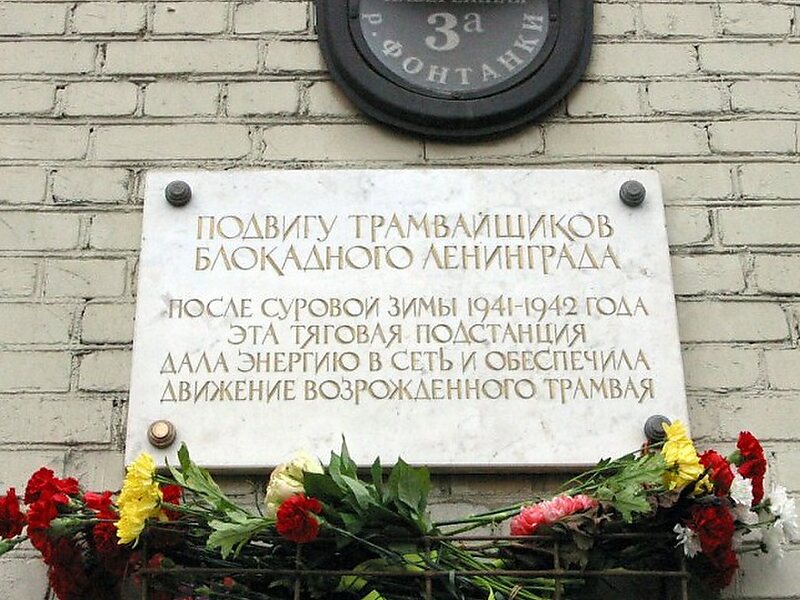 3а
Р. ФОНТАНКИ
ПОДВИГУ ТРАМВАЙЩИКОВ
БЛОКАДНОГО ЛЕНИНГРАДА
ПОСЛЕ СУРОВОЙ ЗИМЫ 1941-1942 ГОДА
ЭТА ТЯГОВАЯ ПОДСТАНЦИЯ
ДАЛА ЭНЕРГИЮ В СЕТЬ И ОБЕСПЕЧИЛА
ДВИЖЕНИЕ ВОЗРОЖДЕННОГО ТРАМВАЯ